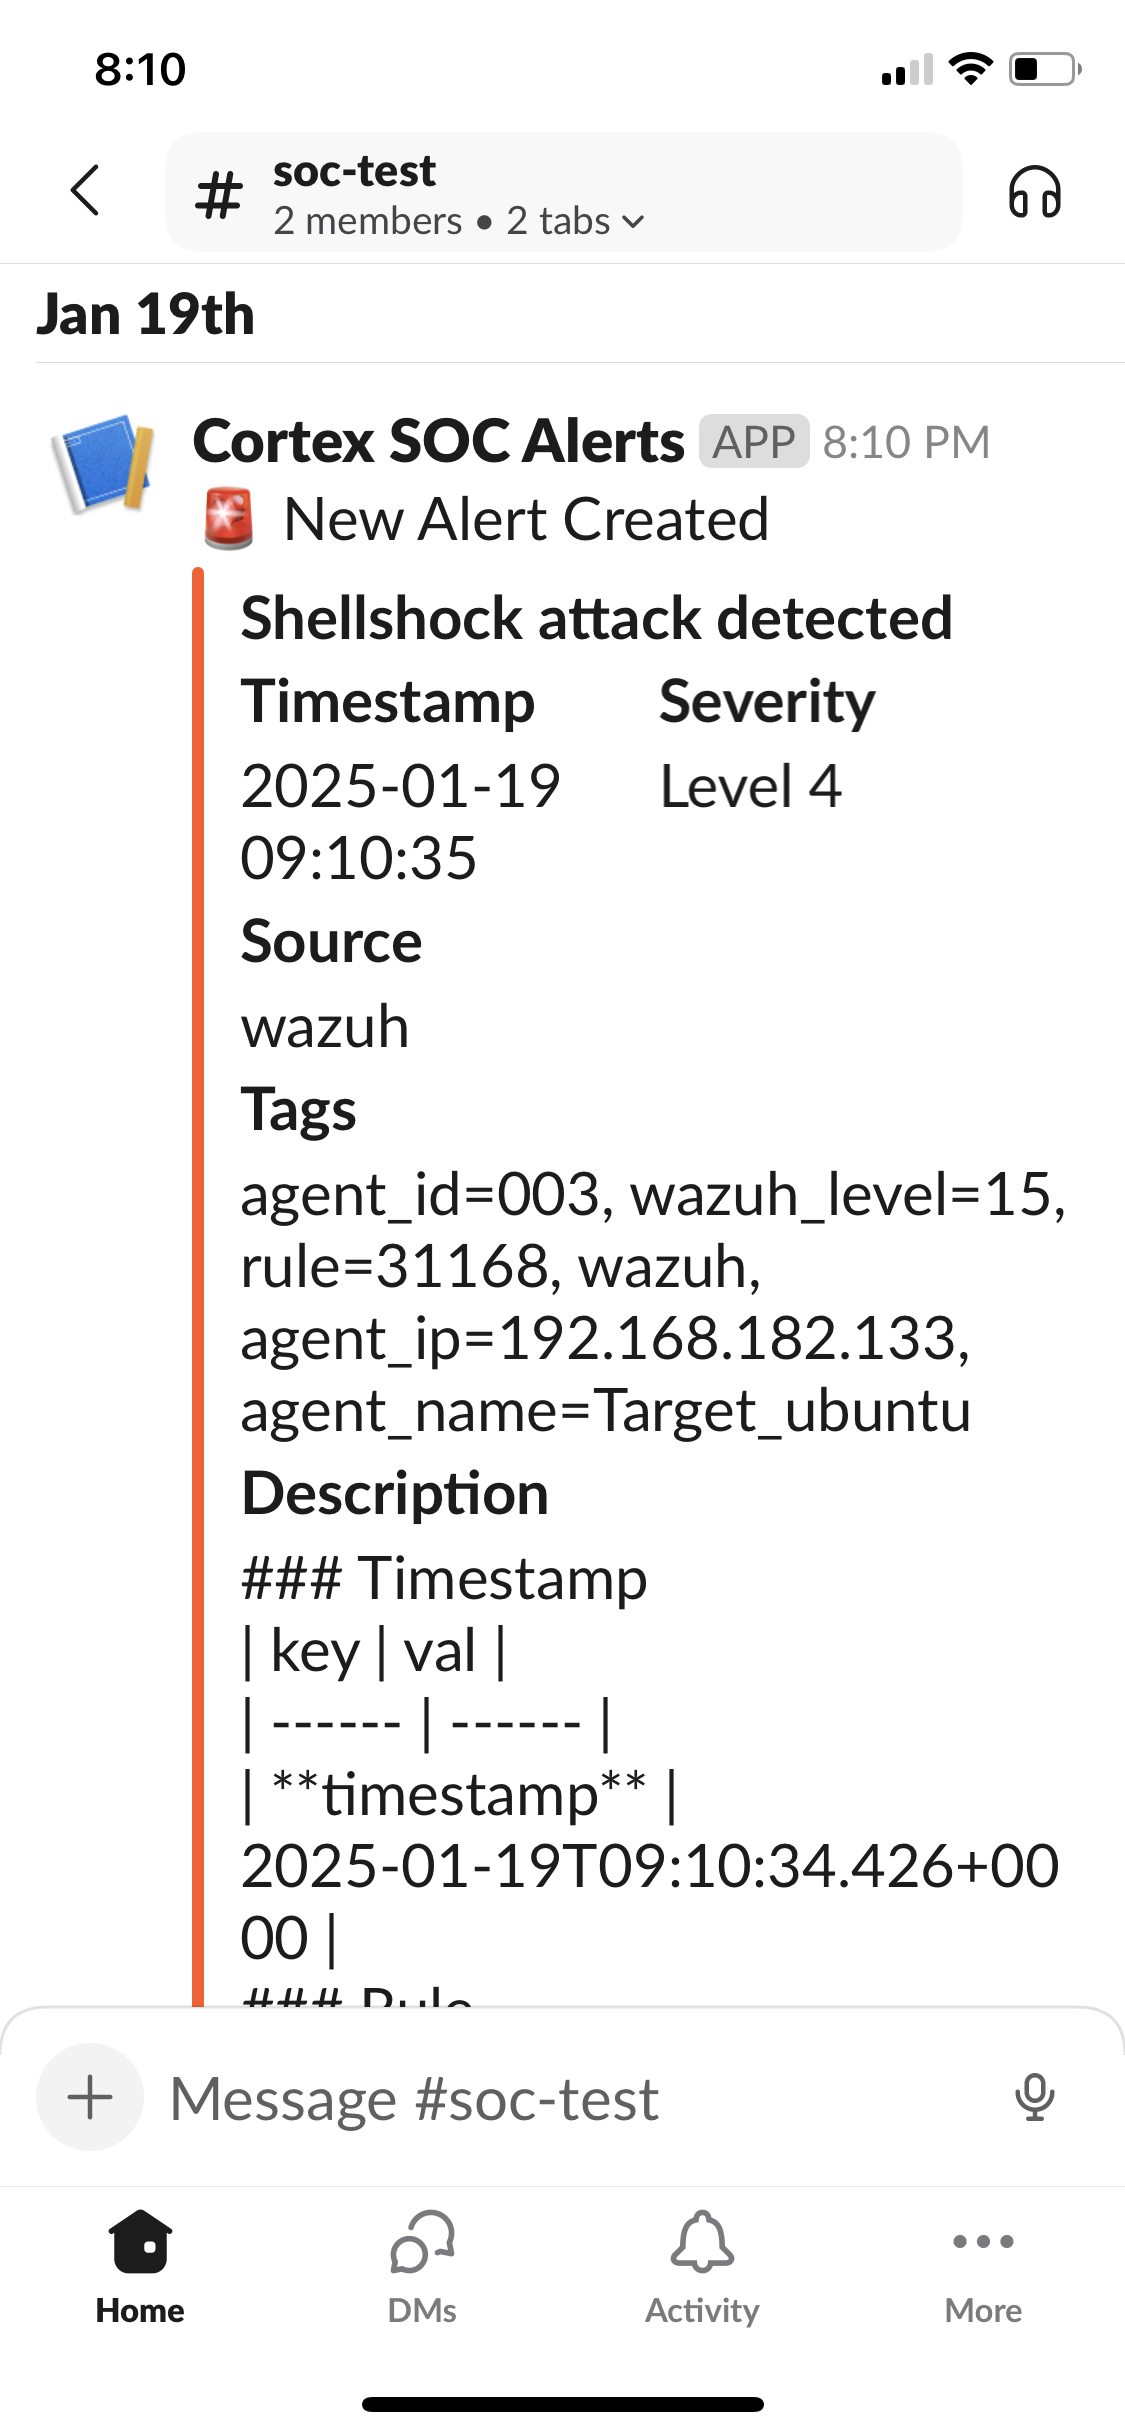 8:10
soc-test
2 members • 2 tabs
Jan 19th
Cortex SOC Alerts APP 8:10 PM
🚨 New Alert Created
Shellshock attack detected
Timestamp Severity
2025-01-19 Level 4
09:10:35
Source
wazuh
Tags
agent_id=003, wazuh_level=15,
rule=31168, wazuh,
agent_ip=192.168.182.133,
agent_name=Target_ubuntu
Description
### Timestamp
| key | val |
| ------ | ------ |
| **timestamp** |
2025-01-19T09:10:34.426+00
00 |
### Rule
Message #soc-test
Home DMs Activity More